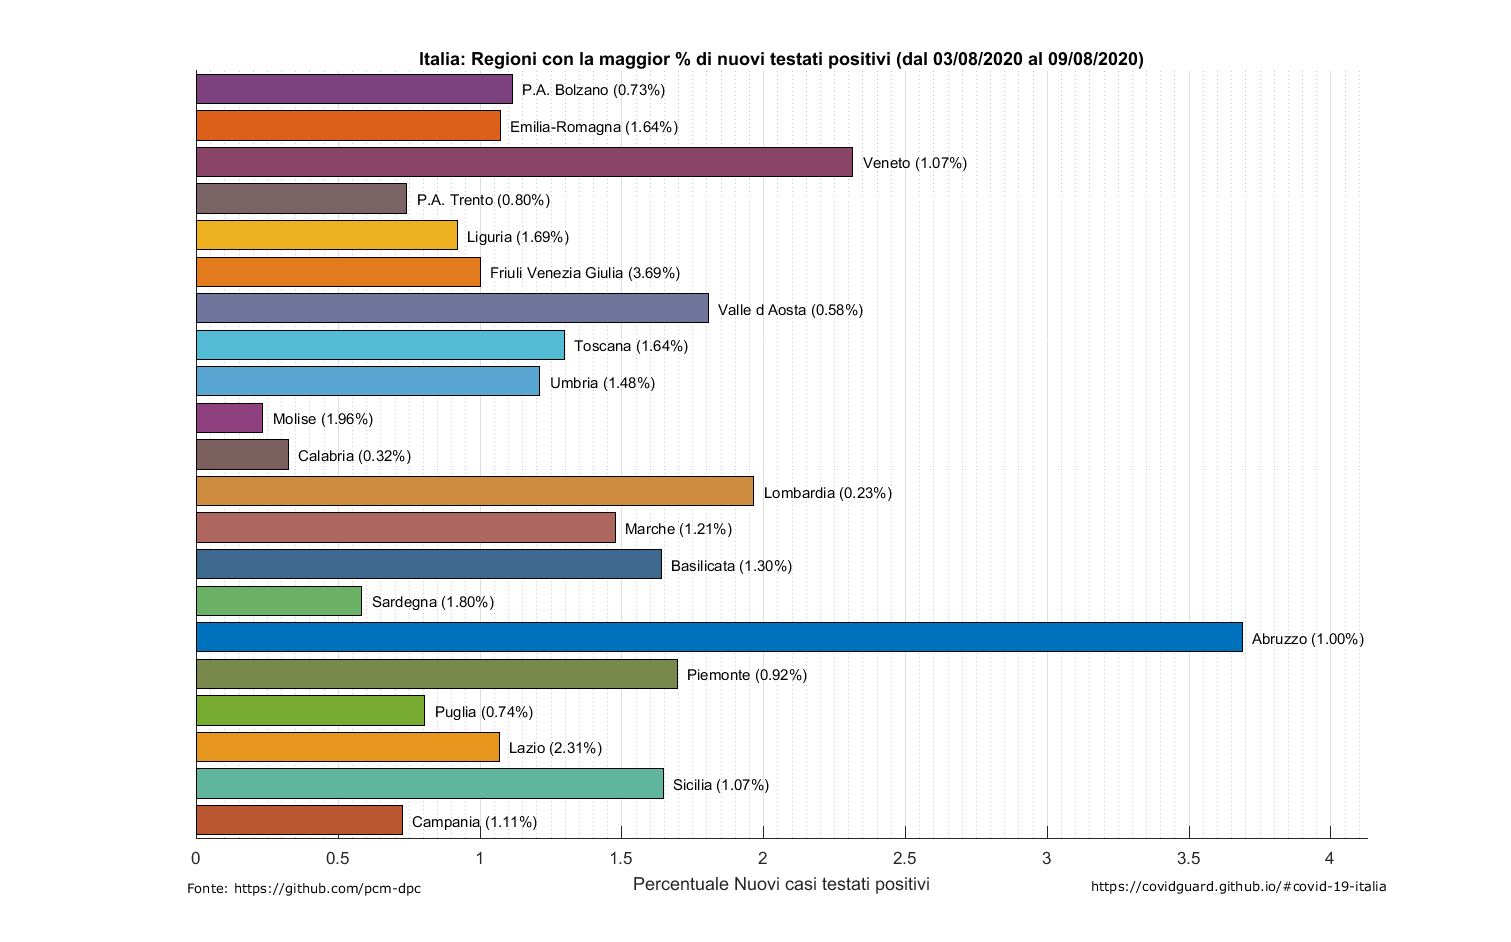 Italia: Regioni con la maggior % di nuovi testati positivi (dal 03/08/2020 al 09/08/2020)
P.A. Bolzano (0.73%)
Emilia-Romagna (1.64%)
Veneto (1.07%)
P.A. Trento (0.80%)
Liguria (1.69%)
Friuli Venezia Giulia (3.69%)
Valle d Aosta (0.58%)
Toscana (1.64%)
Umbria (1.48%)
Molise (1.96%)
Calabria (0.32%)
Lombardia (0.23%)
Marche (1.21%)
Basilicata (1.30%)
Sardegna (1.80%)
Abruzzo (1.00%)
Piemonte (0.92%)
Puglia (0.74%)
Lazio (2.31%)
Sicilia (1.07%)
Campania (1.11%)
0 0.5 1 1.5 2 2.5 3 3.5 4
Percentuale Nuovi casi testati positivi
Fonte: https://github.com/pcm-dpc
https://covidguard.github.io/#covid-19-italia